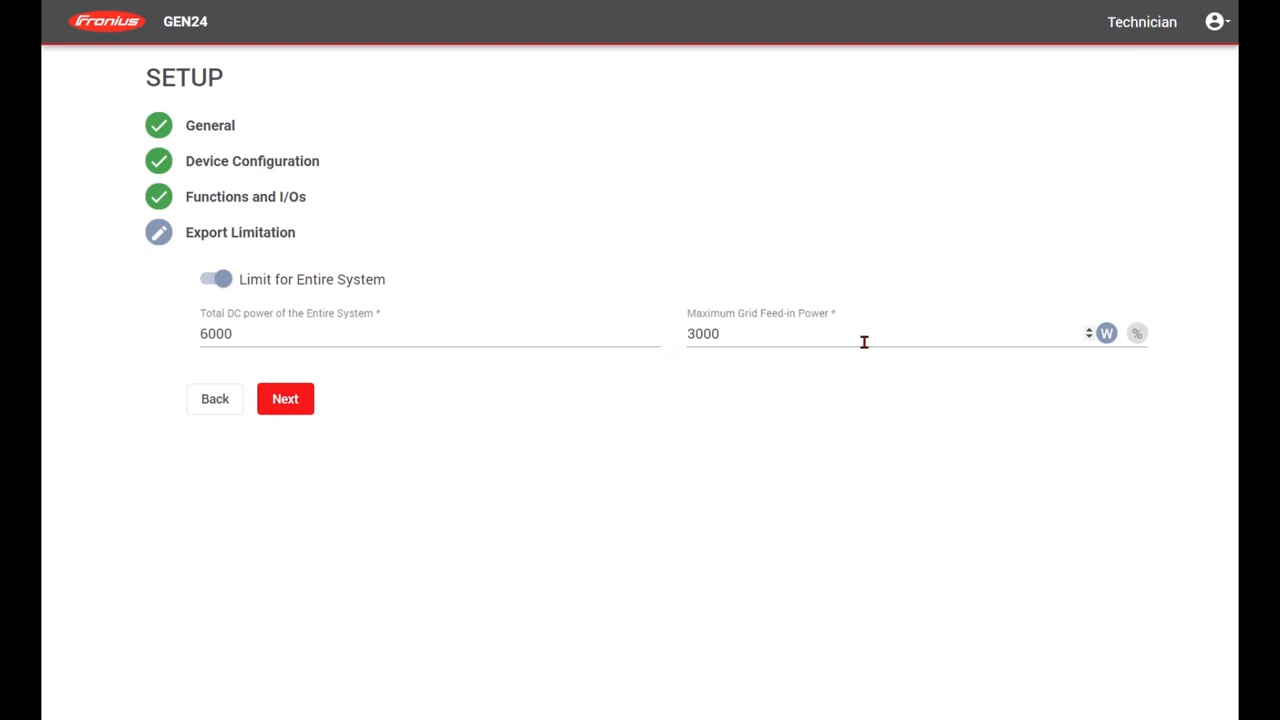 Fronius GEN24 Technician
SETUP
General
Device Configuration
Functions and I/Os
Export Limitation
Limit for Entire System
Total DC power of the Entire System * Maximum Grid Feed-in Power *
6000 3000 W %
Back Next